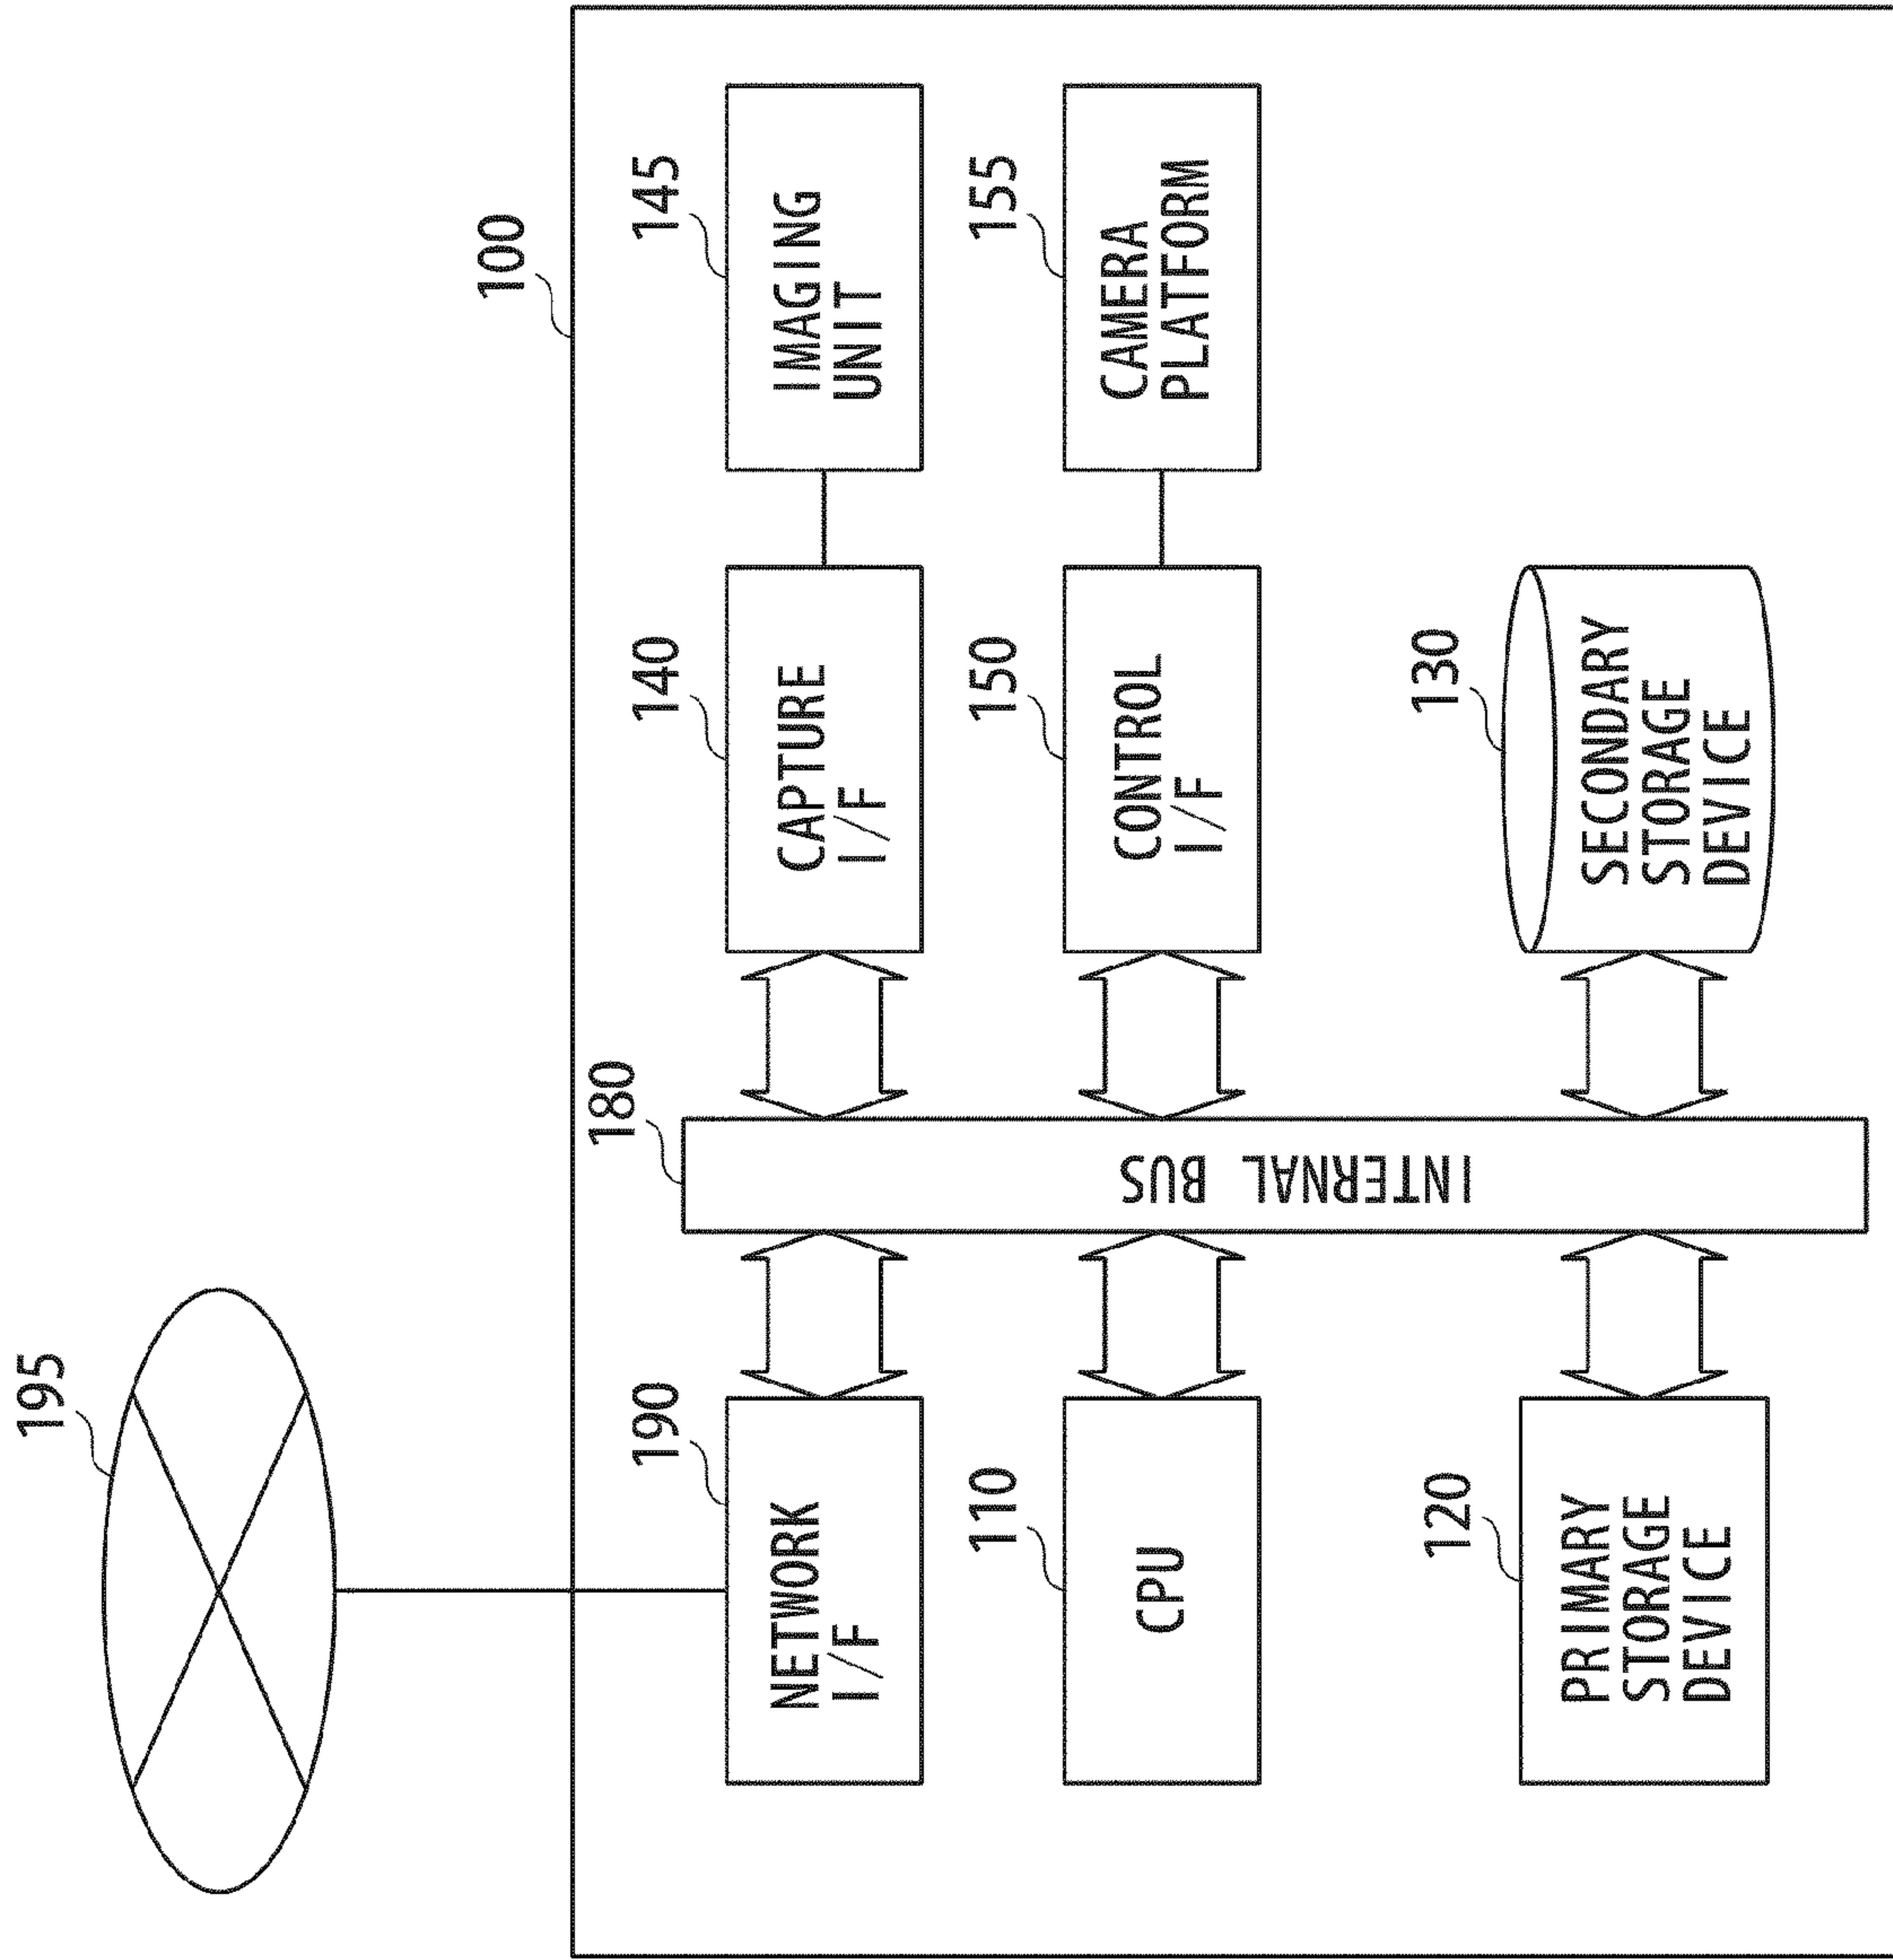 195
100
190
NETWORK
I/F
180
140
CAPTURE
I/F
145
IMAGING
UNIT
110
CPU
INTERNAL BUS
150
CONTROL
I/F
155
CAMERA
PLATFORM
120
PRIMARY
STORAGE
DEVICE
130
SECONDARY
STORAGE
DEVICE